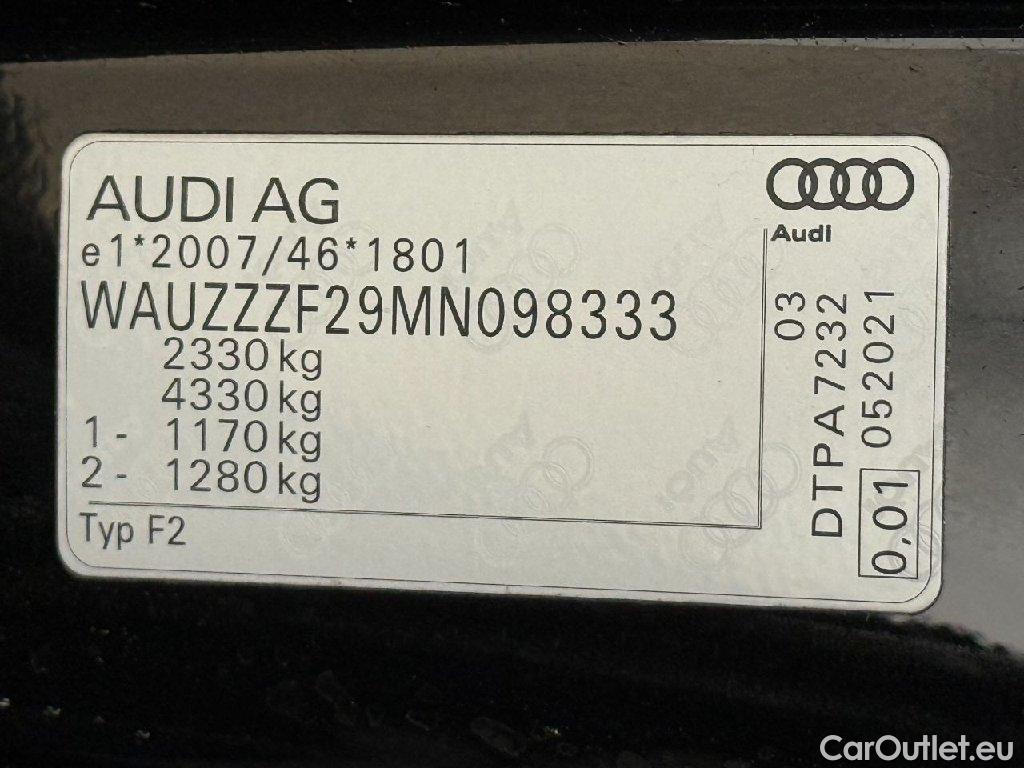 AUDI AG
e1*2007/46*1801
WAUZZZF29MN098333
2330 kg
4330 kg
1- 1170 kg
2- 1280 kg
Typ F2
Audi
03
DTPA7232
052021
0,01
CarOutlet.eu